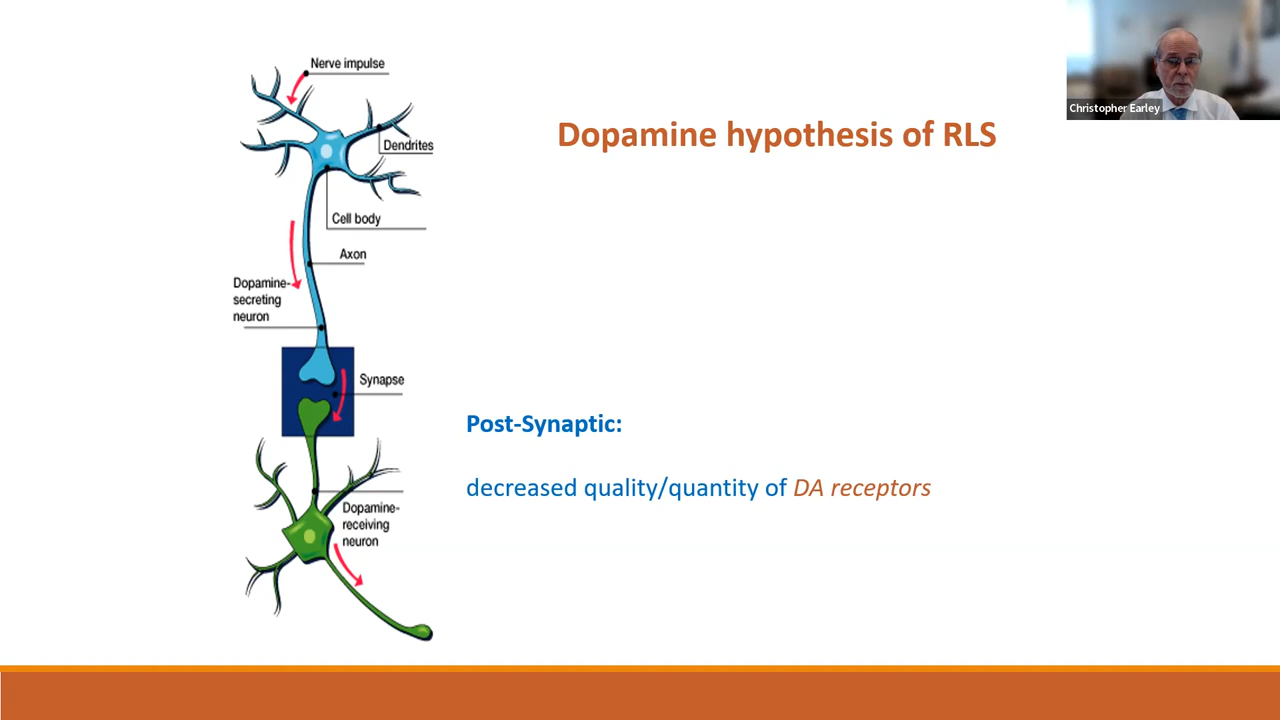 Nerve impulse
Christopher Earley
Dopamine hypothesis of RLS
Dendrites
Cell body
Axon
Dopamine-
secreting
neuron
Synapse
Post-Synaptic:
decreased quality/quantity of DA receptors
Dopamine-
receiving
neuron